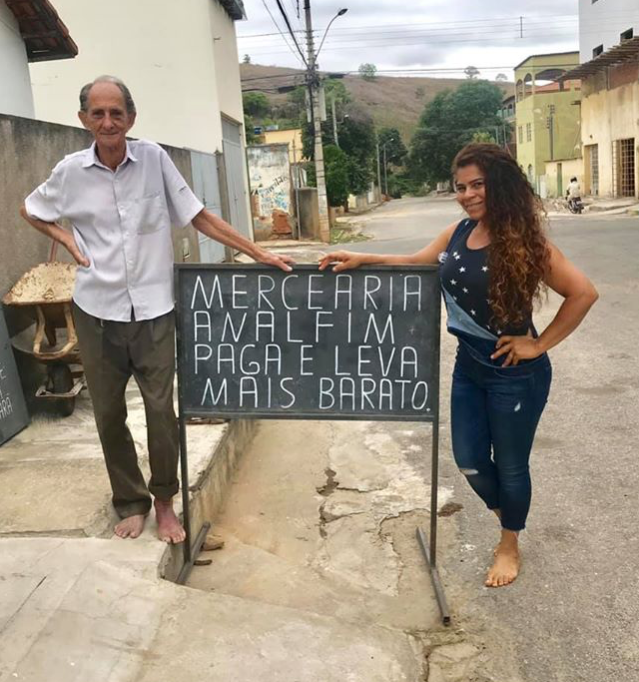 MERCEARIA
ANALFIM
PAGA E LEVA
MAIS BARATO.